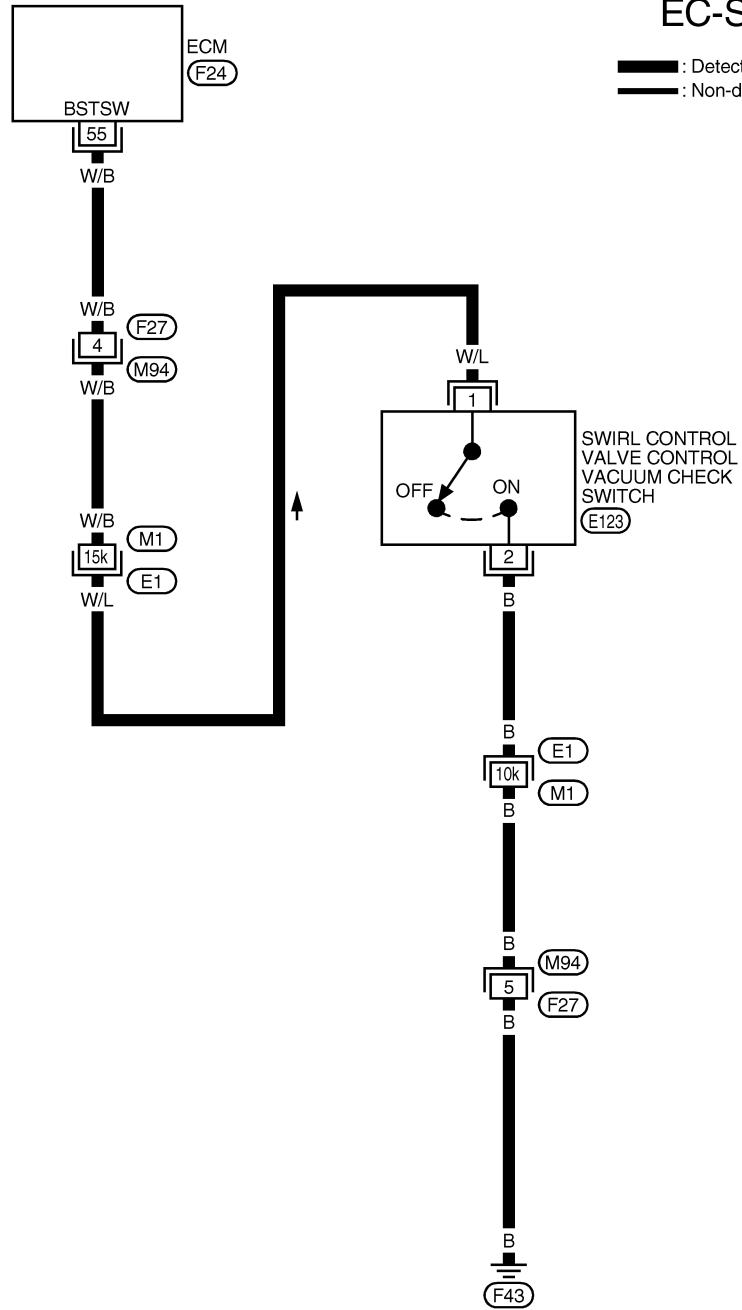 EC-S
: Detect
: Non-d
ECM
F24
BSTSW
55
W/B
W/B
F27
4
M94
W/B
W/B
M1
15k
E1
W/L
W/L
1
SWIRL CONTROL
VALVE CONTROL
VACUUM CHECK
SWITCH
E123
OFF
ON
2
B
B
E1
10k
M1
B
B
M94
5
F27
B
B
F43